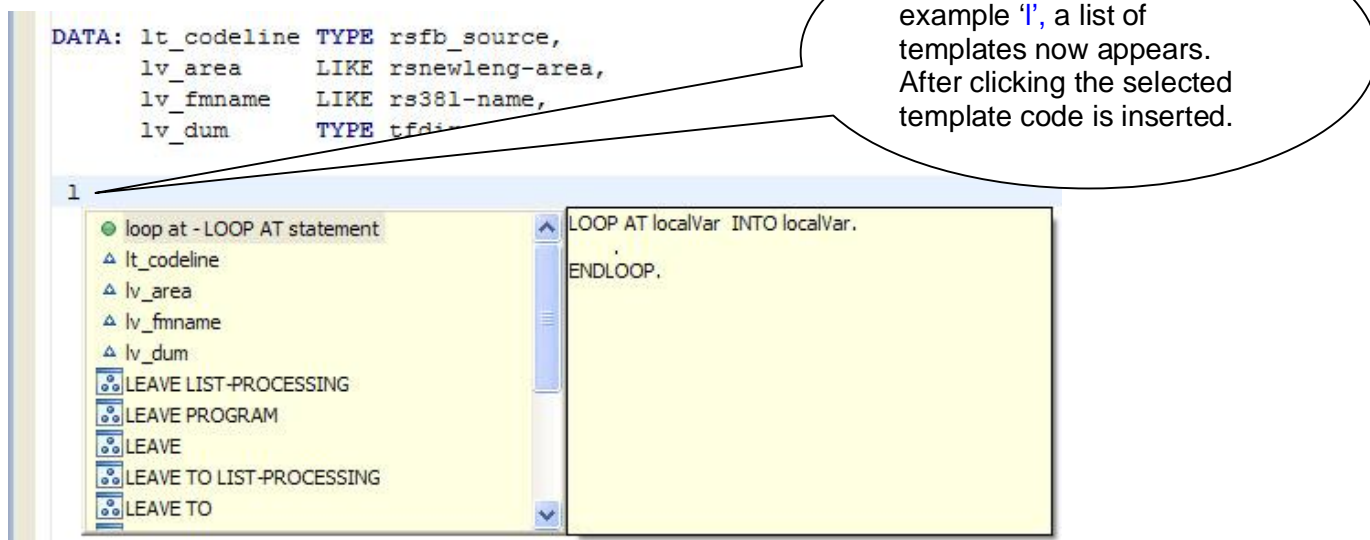 example ‘l’, a list of
templates now appears.
After clicking the selected
template code is inserted.
DATA: lt_codeline TYPE rsfb_source,
lv_area LIKE rsnewleng-area,
lv_fmname LIKE rs38l-name,
lv_dum TYPE
l
loop at - LOOP AT statement
lt_codeline
lv_area
lv_fmname
lv_dum
LEAVE LIST-PROCESSING
LEAVE PROGRAM
LEAVE
LEAVE TO LIST-PROCESSING
LEAVE TO
LOOP AT localVar INTO localVar.
.
ENDLOOP.